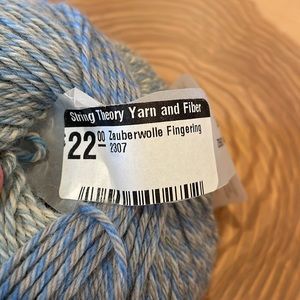 String Theory Yarn and Fiber
22.00 Zauberwolle Fingering
2307